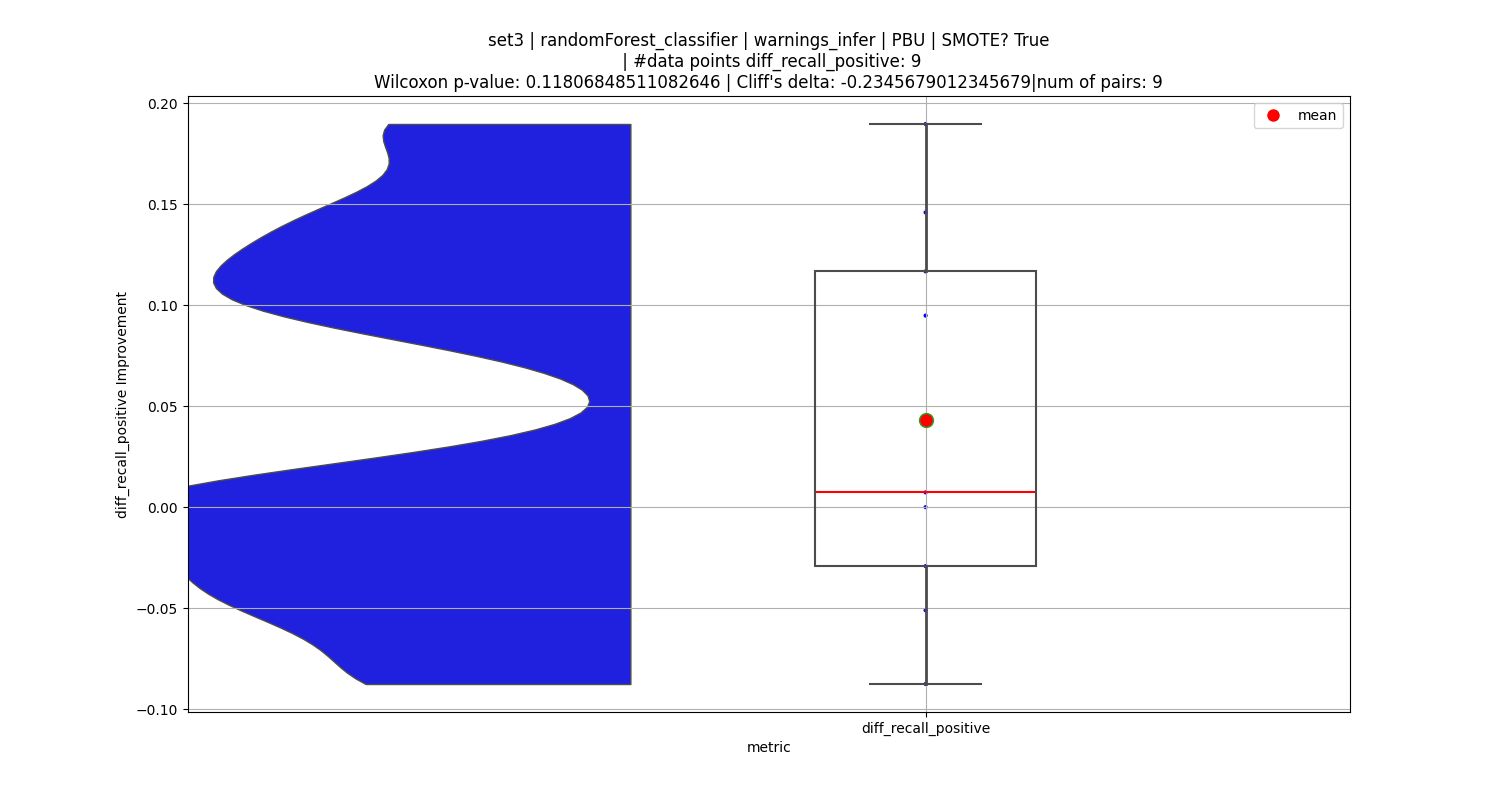 set3 | randomForest_classifier | warnings_infer | PBU | SMOTE? True
| #data points diff_recall_positive: 9
Wilcoxon p-value: 0.11806848511082646 | Cliff's delta: -0.2345679012345679|num of pairs: 9
mean
diff_recall_positive Improvement
0.20
0.15
0.10
0.05
0.00
−0.05
−0.10
diff_recall_positive
metric